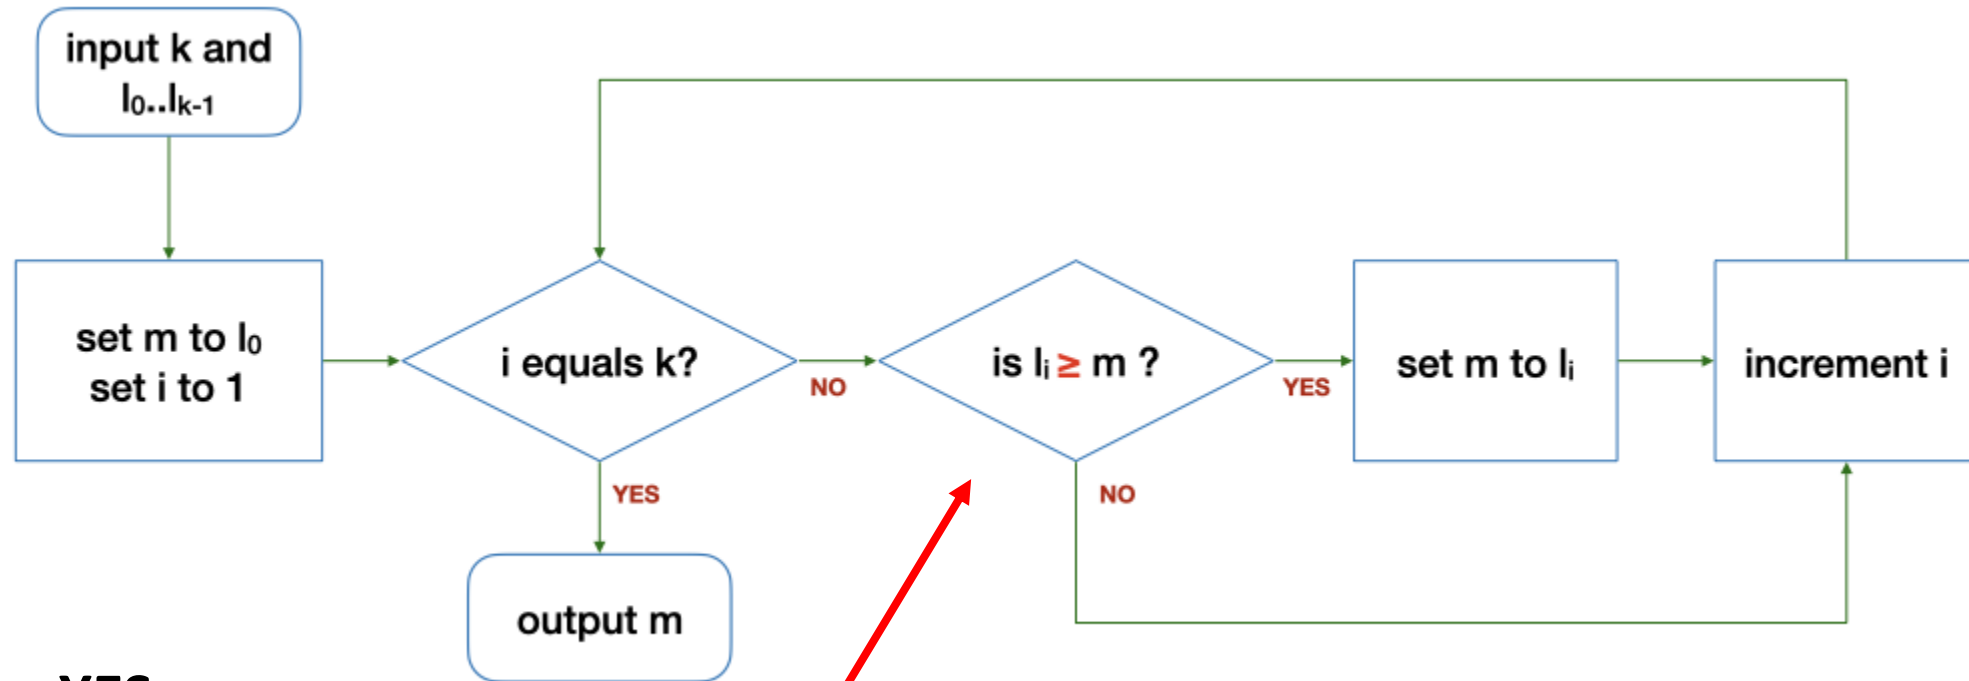 input k and
l₀..lₖ₋₁
set m to l₀
set i to 1
i equals k?
NO
is lᵢ ≥ m ?
YES
set m to lᵢ
increment i
YES
NO
output m
YES